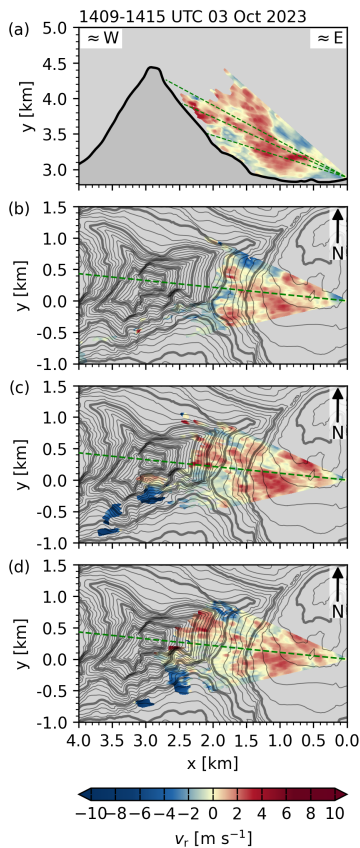 1409-1415 UTC 03 Oct 2023
(a)
≈ W
≈ E
y [km]
5.0
4.5
4.0
3.5
3.0
(b)
y [km]
1.5
1.0
0.5
0.0
-0.5
-1.0
N
(c)
y [km]
1.5
1.0
0.5
0.0
-0.5
-1.0
N
(d)
y [km]
1.5
1.0
0.5
0.0
-0.5
-1.0
N
4.0 3.5 3.0 2.5 2.0 1.5 1.0 0.5 0.0
x [km]
−10 −8 −6 −4 −2 0 2 4 6 8 10
v_r [m s⁻¹]